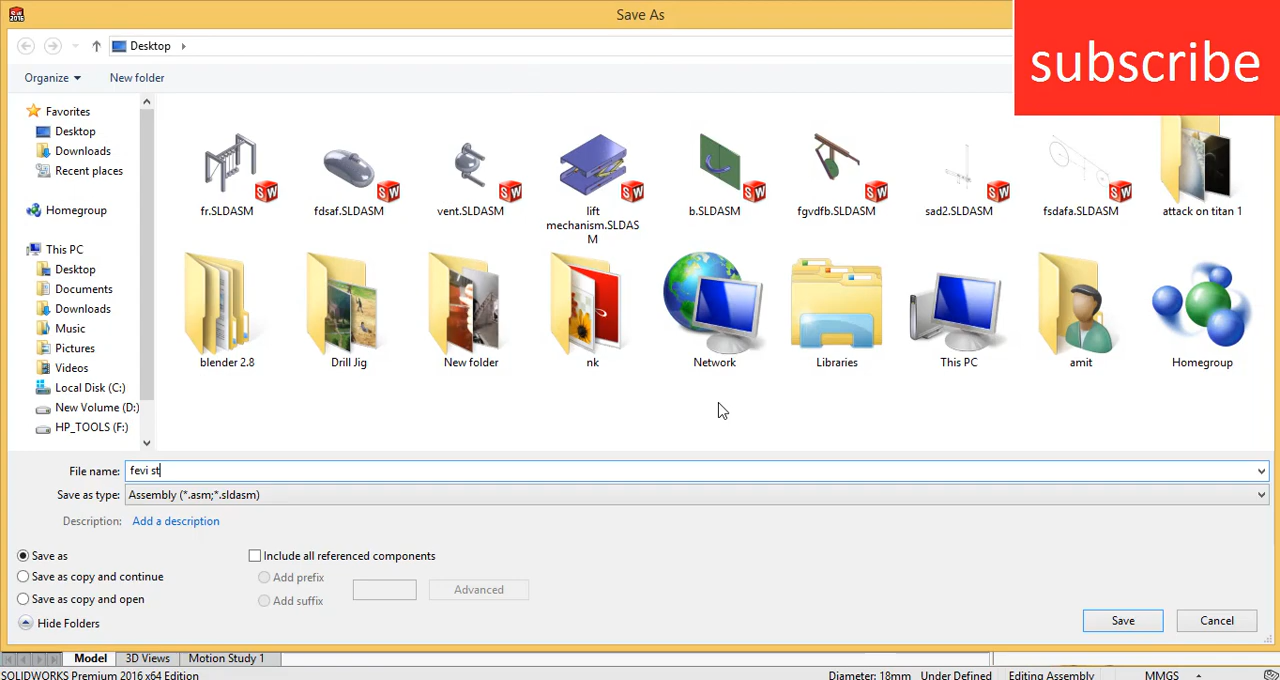 Save As
subscribe
Desktop
Organize
New folder
Favorites
Desktop
Downloads
Recent places
Homegroup
This PC
Desktop
Documents
Downloads
Music
Pictures
Videos
Local Disk (C:)
New Volume (D:)
HP_TOOLS (F:)
fr.SLDASM
fdsaf.SLDASM
vent.SLDASM
lift
mechanism.SLDAS
M
b.SLDASM
fgvdfb.SLDASM
sad2.SLDASM
fsdafa.SLDASM
attack on titan 1
blender 2.8
Drill Jig
New folder
nk
Network
Libraries
This PC
amit
Homegroup
File name: fevi st
Save as type: Assembly (*.asm;*.sldasm)
Description: Add a description
Save as
Include all referenced components
Save as copy and continue
Add prefix
Advanced
Save as copy and open
Add suffix
Hide Folders
Save
Cancel
Model
3D Views
Motion Study 1
SOLIDWORKS Premium 2016 x64 Edition
Diameter: 18mm
Under Defined
Editing Assembly
MMGS